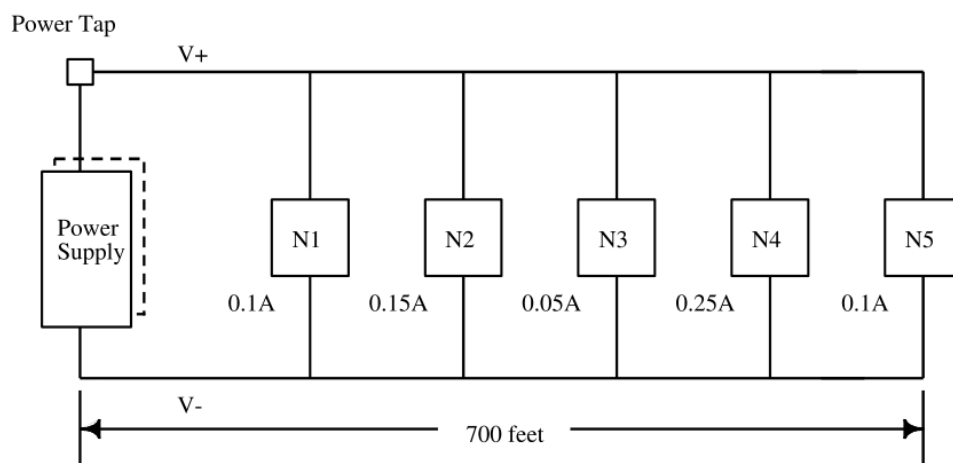 Power Tap
V+
Power
Supply
N1
N2
N3
N4
N5
0.1A
0.15A
0.05A
0.25A
0.1A
V-
700 feet